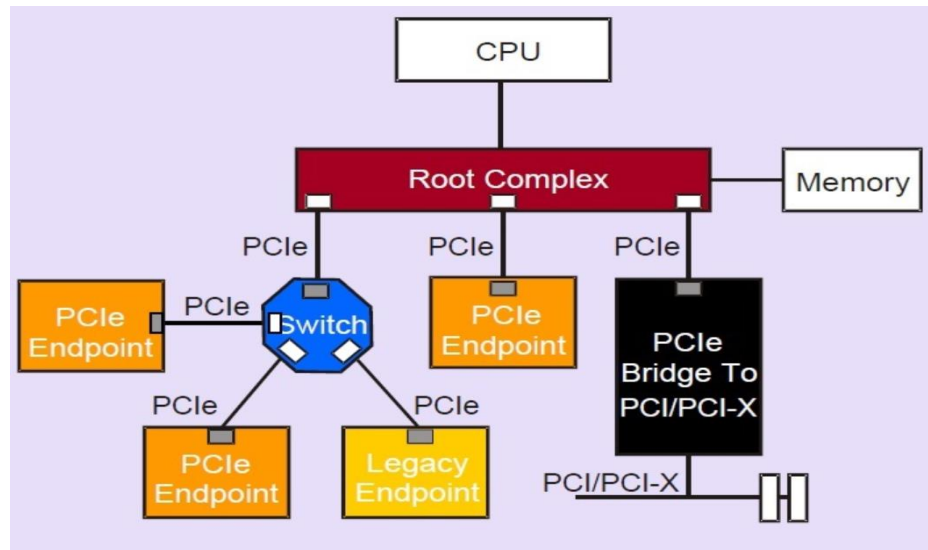 CPU
Root Complex
Memory
PCIe
PCIe
PCIe
PCIe
Endpoint
PCIe
Switch
PCIe
Endpoint
PCIe
Bridge To
PCI/PCI-X
PCIe
PCIe
PCIe
Endpoint
Legacy
Endpoint
PCI/PCI-X